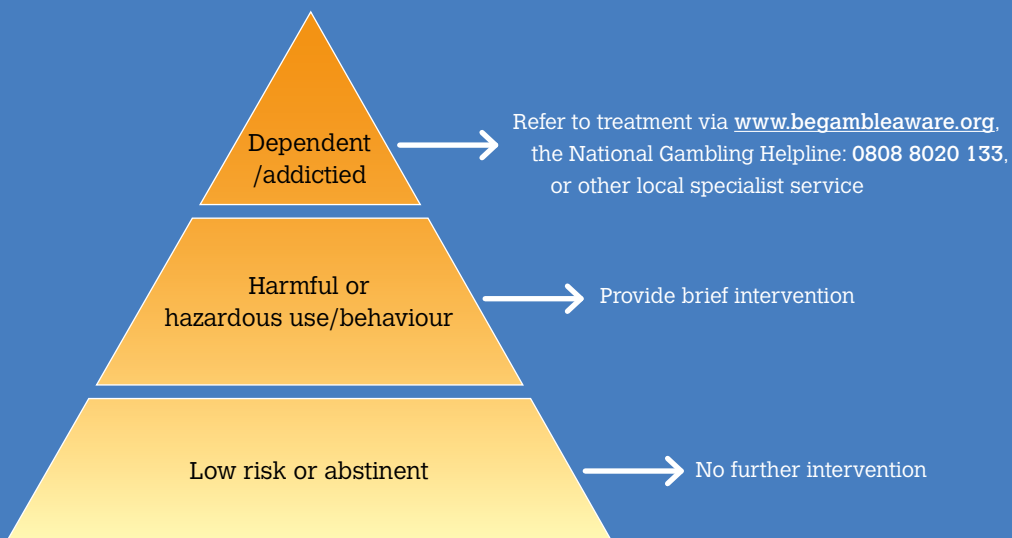 Dependent
/addictied
Refer to treatment via www.begambleaware.org,
the National Gambling Helpline: 0808 8020 133,
or other local specialist service
Harmful or
hazardous use/behaviour
Provide brief intervention
Low risk or abstinent
No further intervention